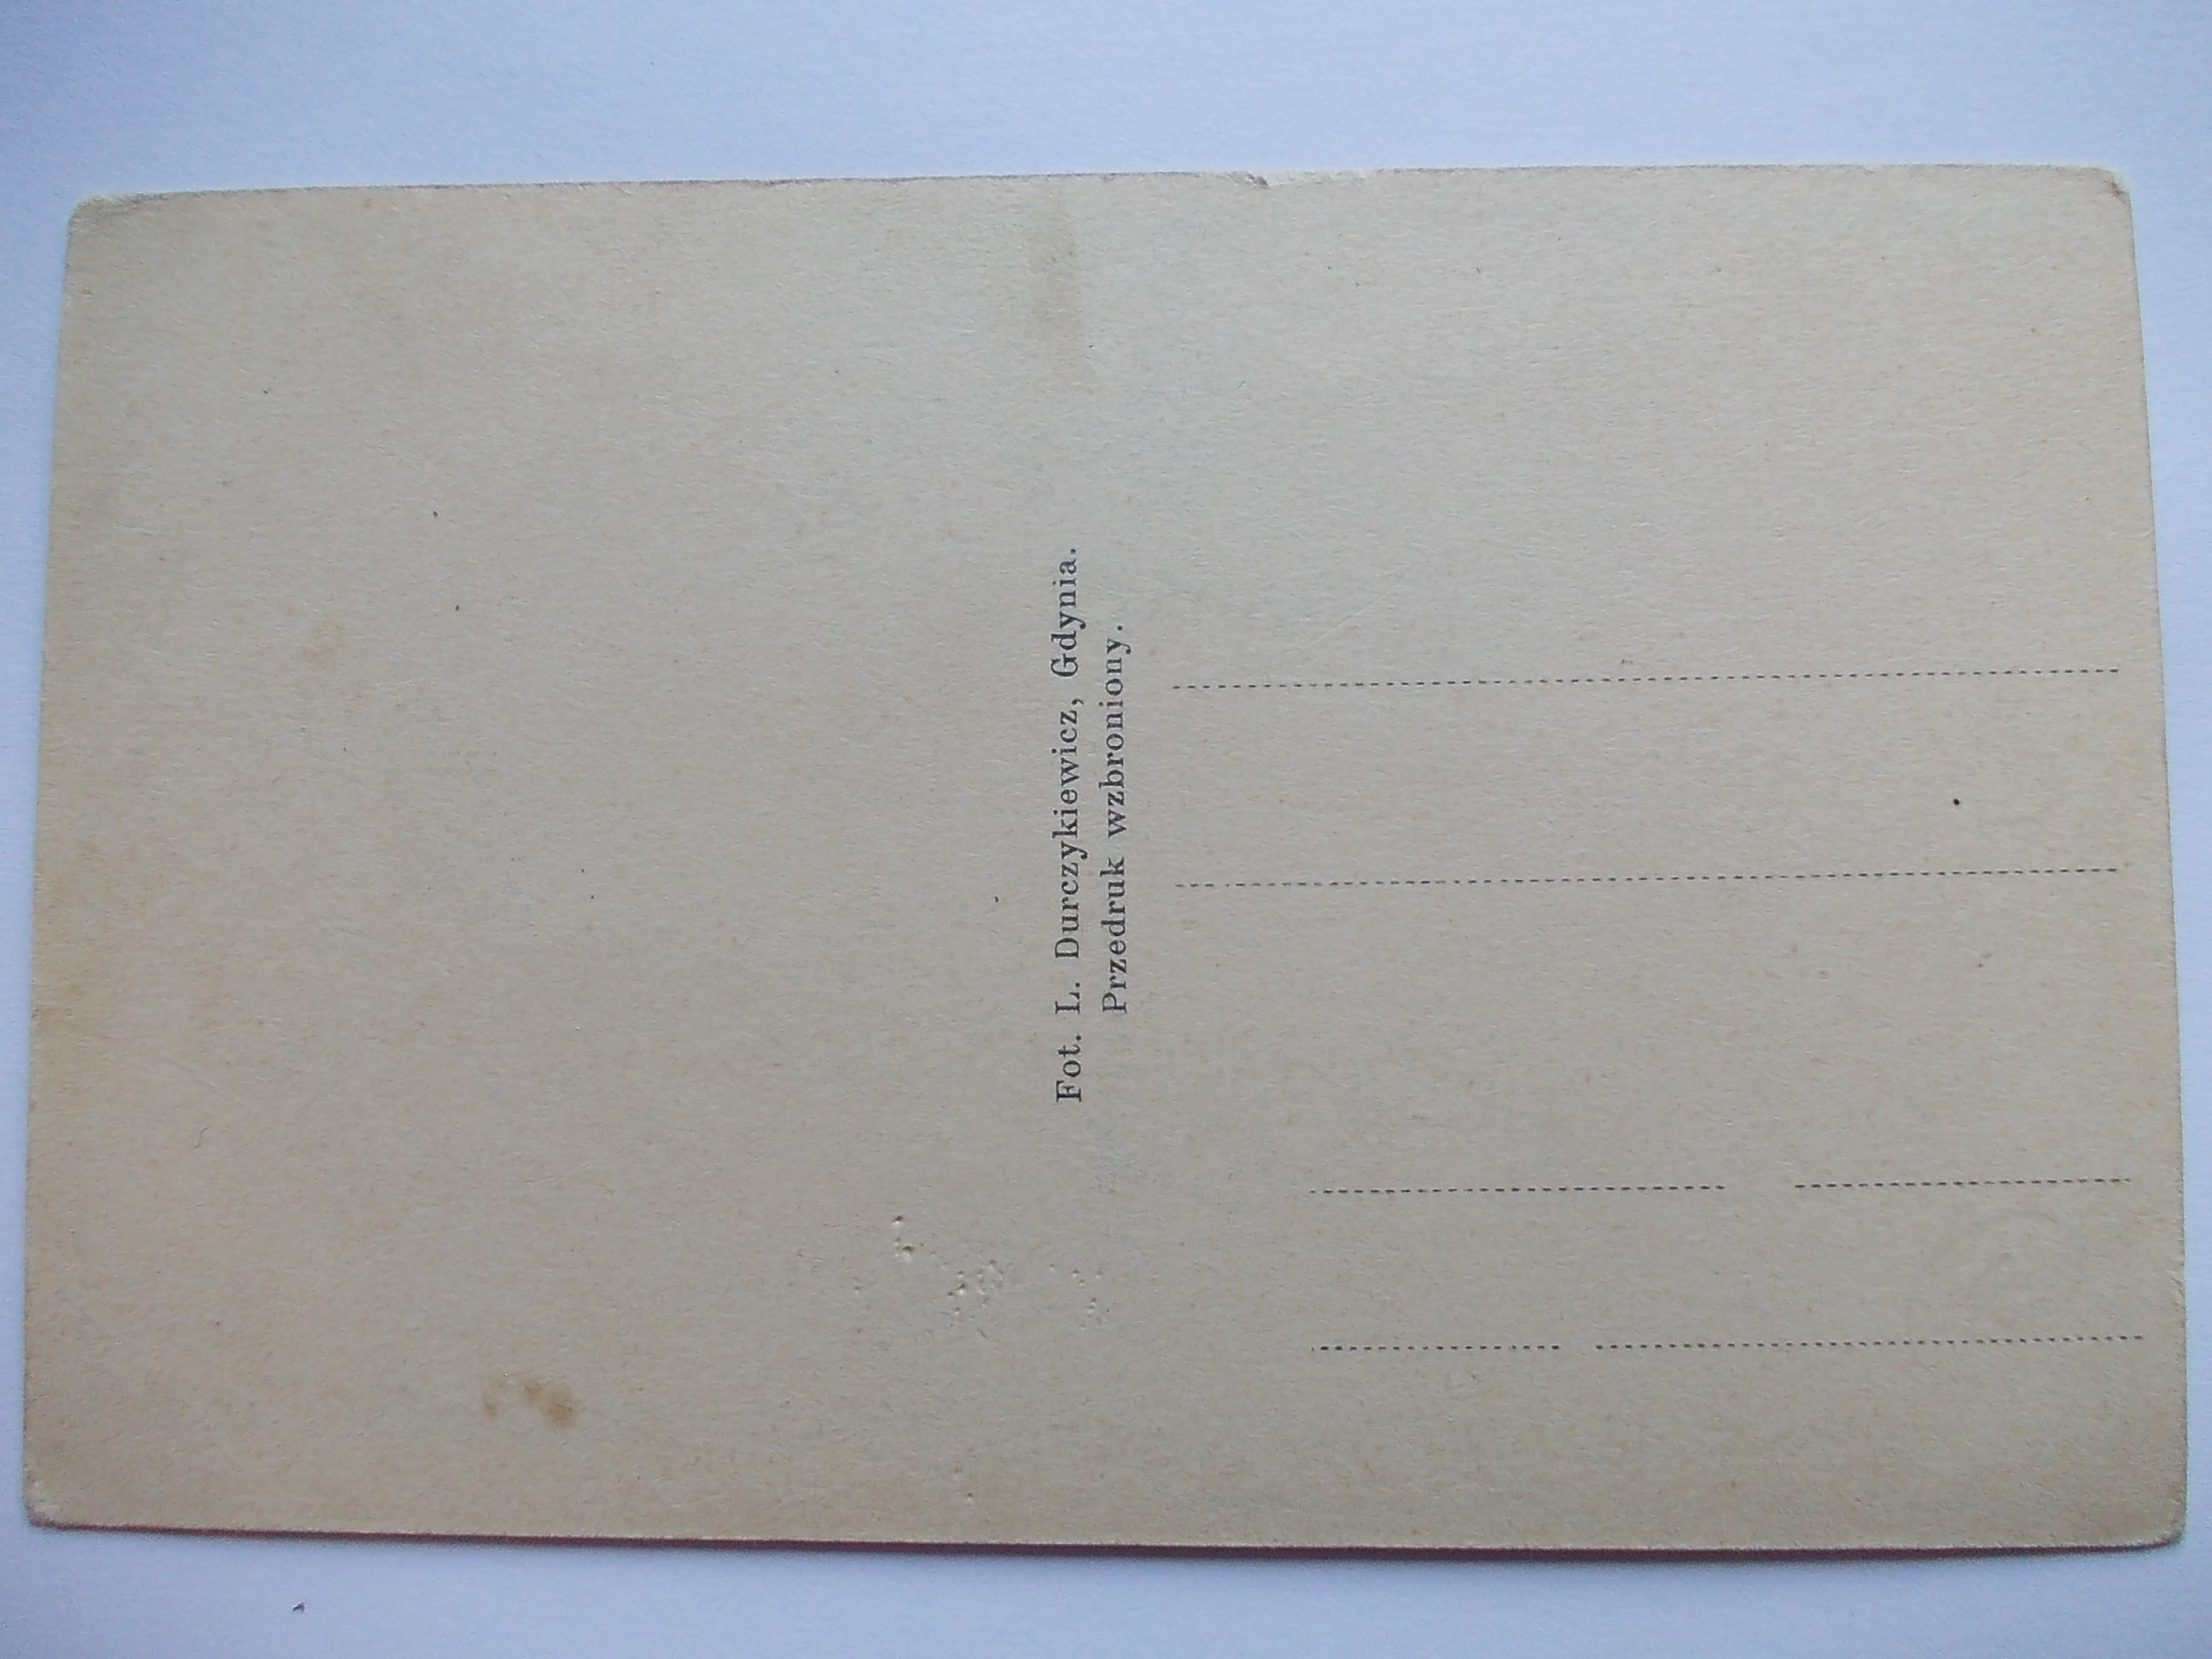 Fot. L. Durczykiewicz, Gdynia.
Przedruk wzbroniony.